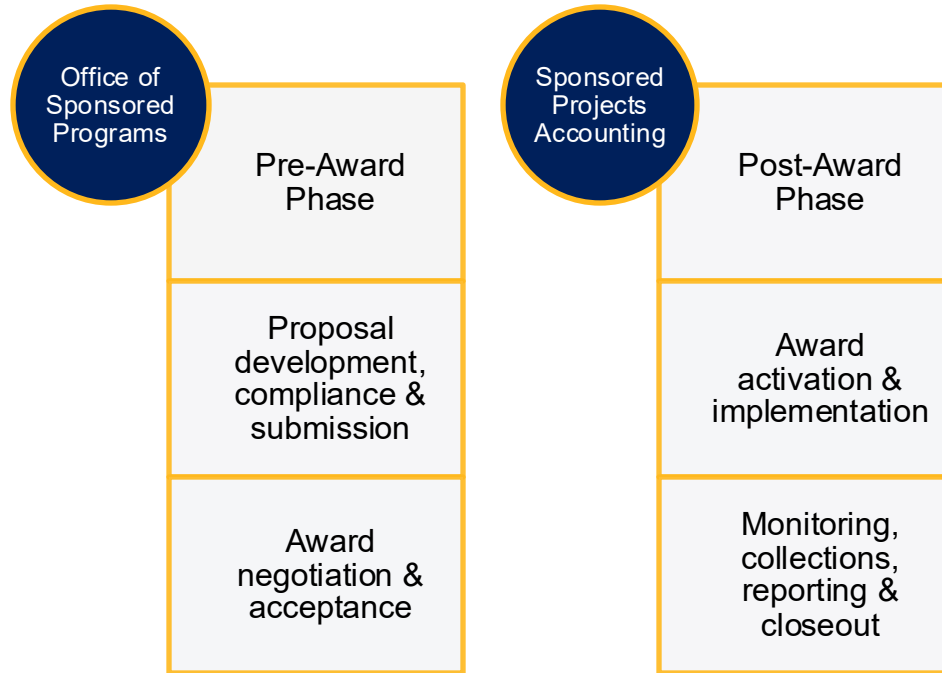 Office of
Sponsored
Programs
Pre-Award
Phase
Proposal
development,
compliance &
submission
Award
negotiation &
acceptance
Sponsored
Projects
Accounting
Post-Award
Phase
Award
activation &
implementation
Monitoring,
collections,
reporting &
closeout